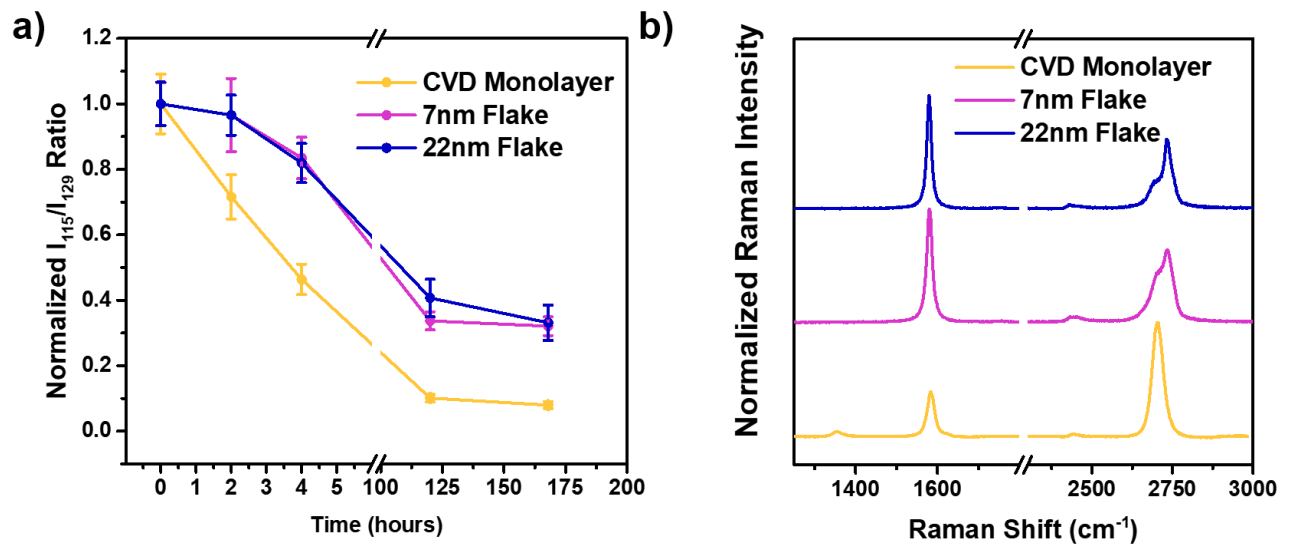 a)
Normalized I115/I129 Ratio
1.2
1.0
0.8
0.6
0.4
0.2
0.0
CVD Monolayer
7nm Flake
22nm Flake
0 1 2 3 4 5 100 125 150 175 200
Time (hours)
b)
Normalized Raman Intensity
CVD Monolayer
7nm Flake
22nm Flake
1400 1600 2500 2750 3000
Raman Shift (cm-1)